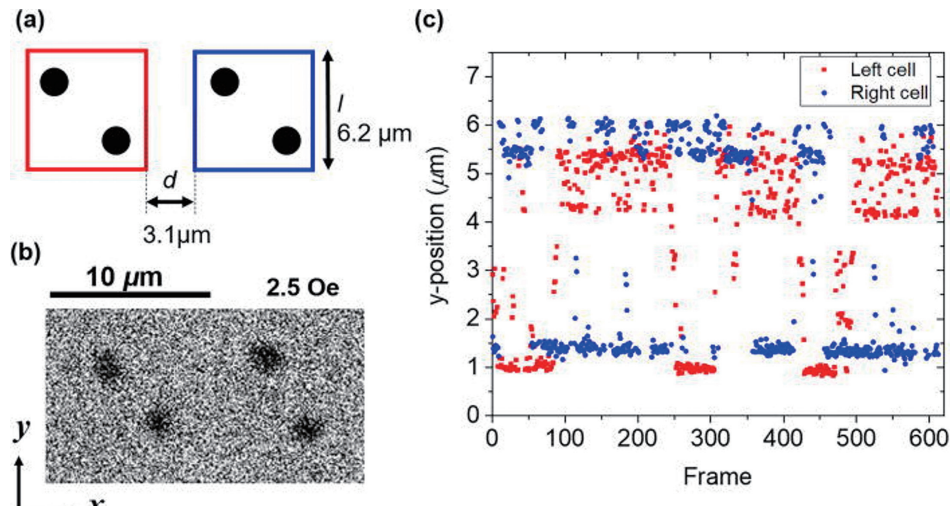 (a)
l
6.2 μm
d
3.1μm
(b)
10 μm
2.5 Oe
y
x
(c)
Left cell
Right cell
7
6
5
4
3
2
1
0
y-position (μm)
0 100 200 300 400 500 600
Frame